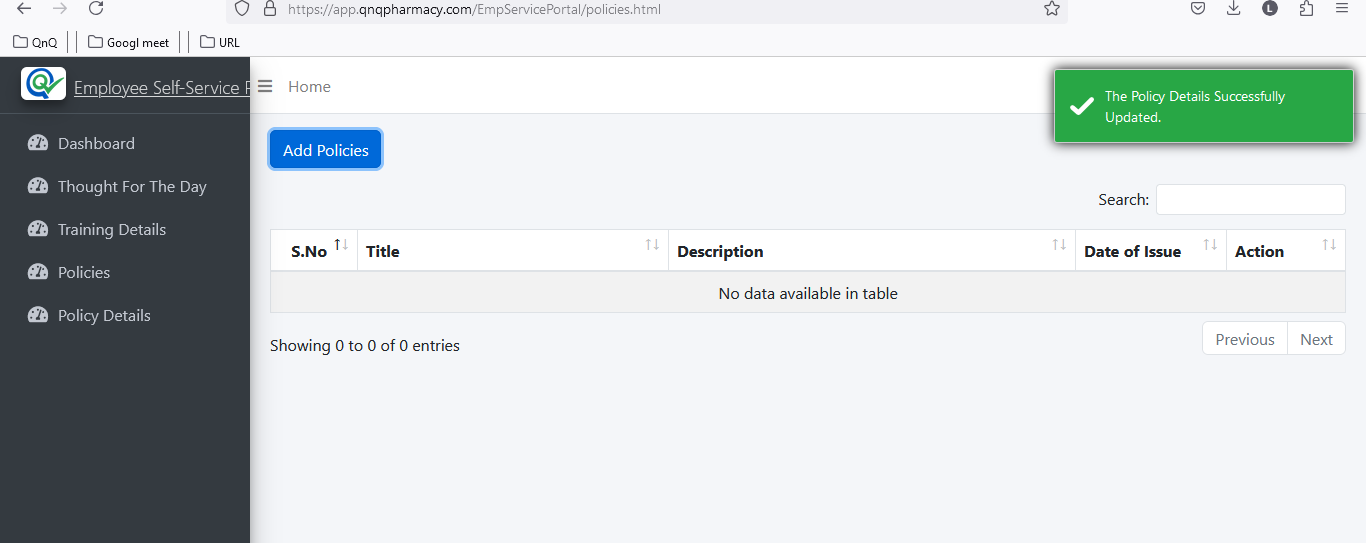 https://app.qnqpharmacy.com/EmpServicePortal/policies.html
L
QnQ
Googl meet
URL
Employee Self-Service
Home
The Policy Details Successfully
Updated.
Dashboard
Thought For The Day
Training Details
Policies
Policy Details
Add Policies
Search:
S.No Title Description Date of Issue Action
No data available in table
Showing 0 to 0 of 0 entries
Previous Next